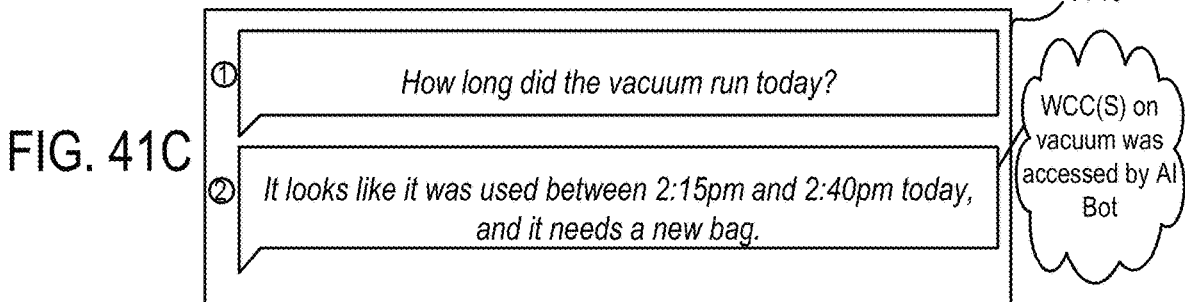 FIG. 41C
①
How long did the vacuum run today?
②
It looks like it was used between 2:15pm and 2:40pm today,
and it needs a new bag.
WCC(S) on
vacuum was
accessed by AI
Bot